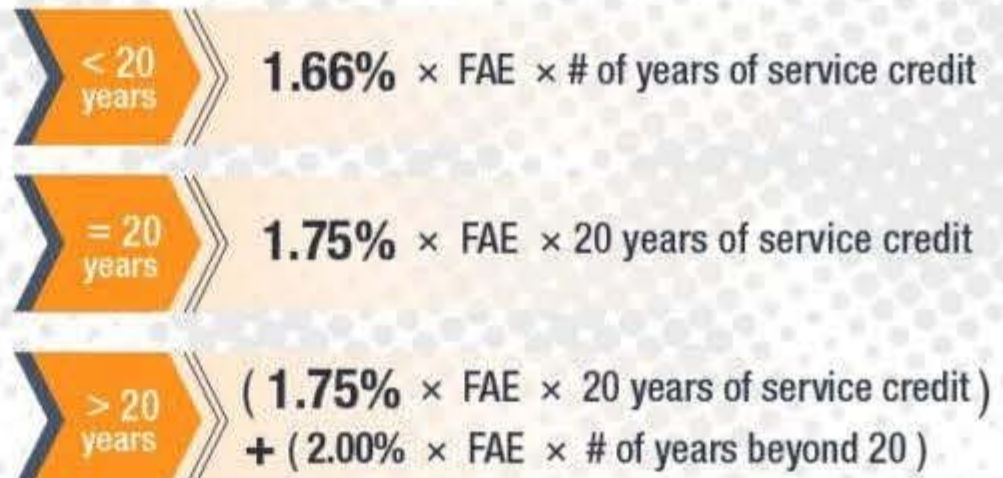 < 20
years
1.66% × FAE × # of years of service credit
= 20
years
1.75% × FAE × 20 years of service credit
> 20
years
( 1.75% × FAE × 20 years of service credit )
+ ( 2.00% × FAE × # of years beyond 20 )